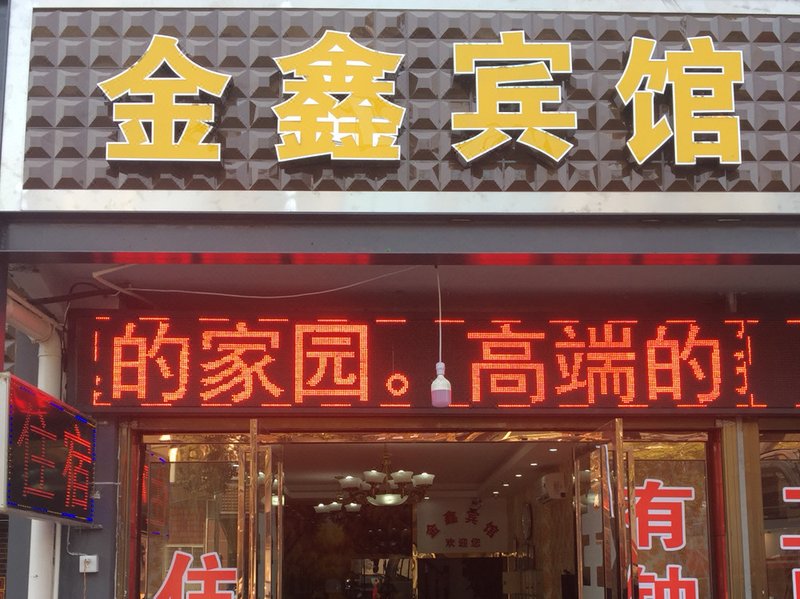 金鑫宾馆
的家园。高端的
住宿
金鑫宾馆
欢迎您
住
有